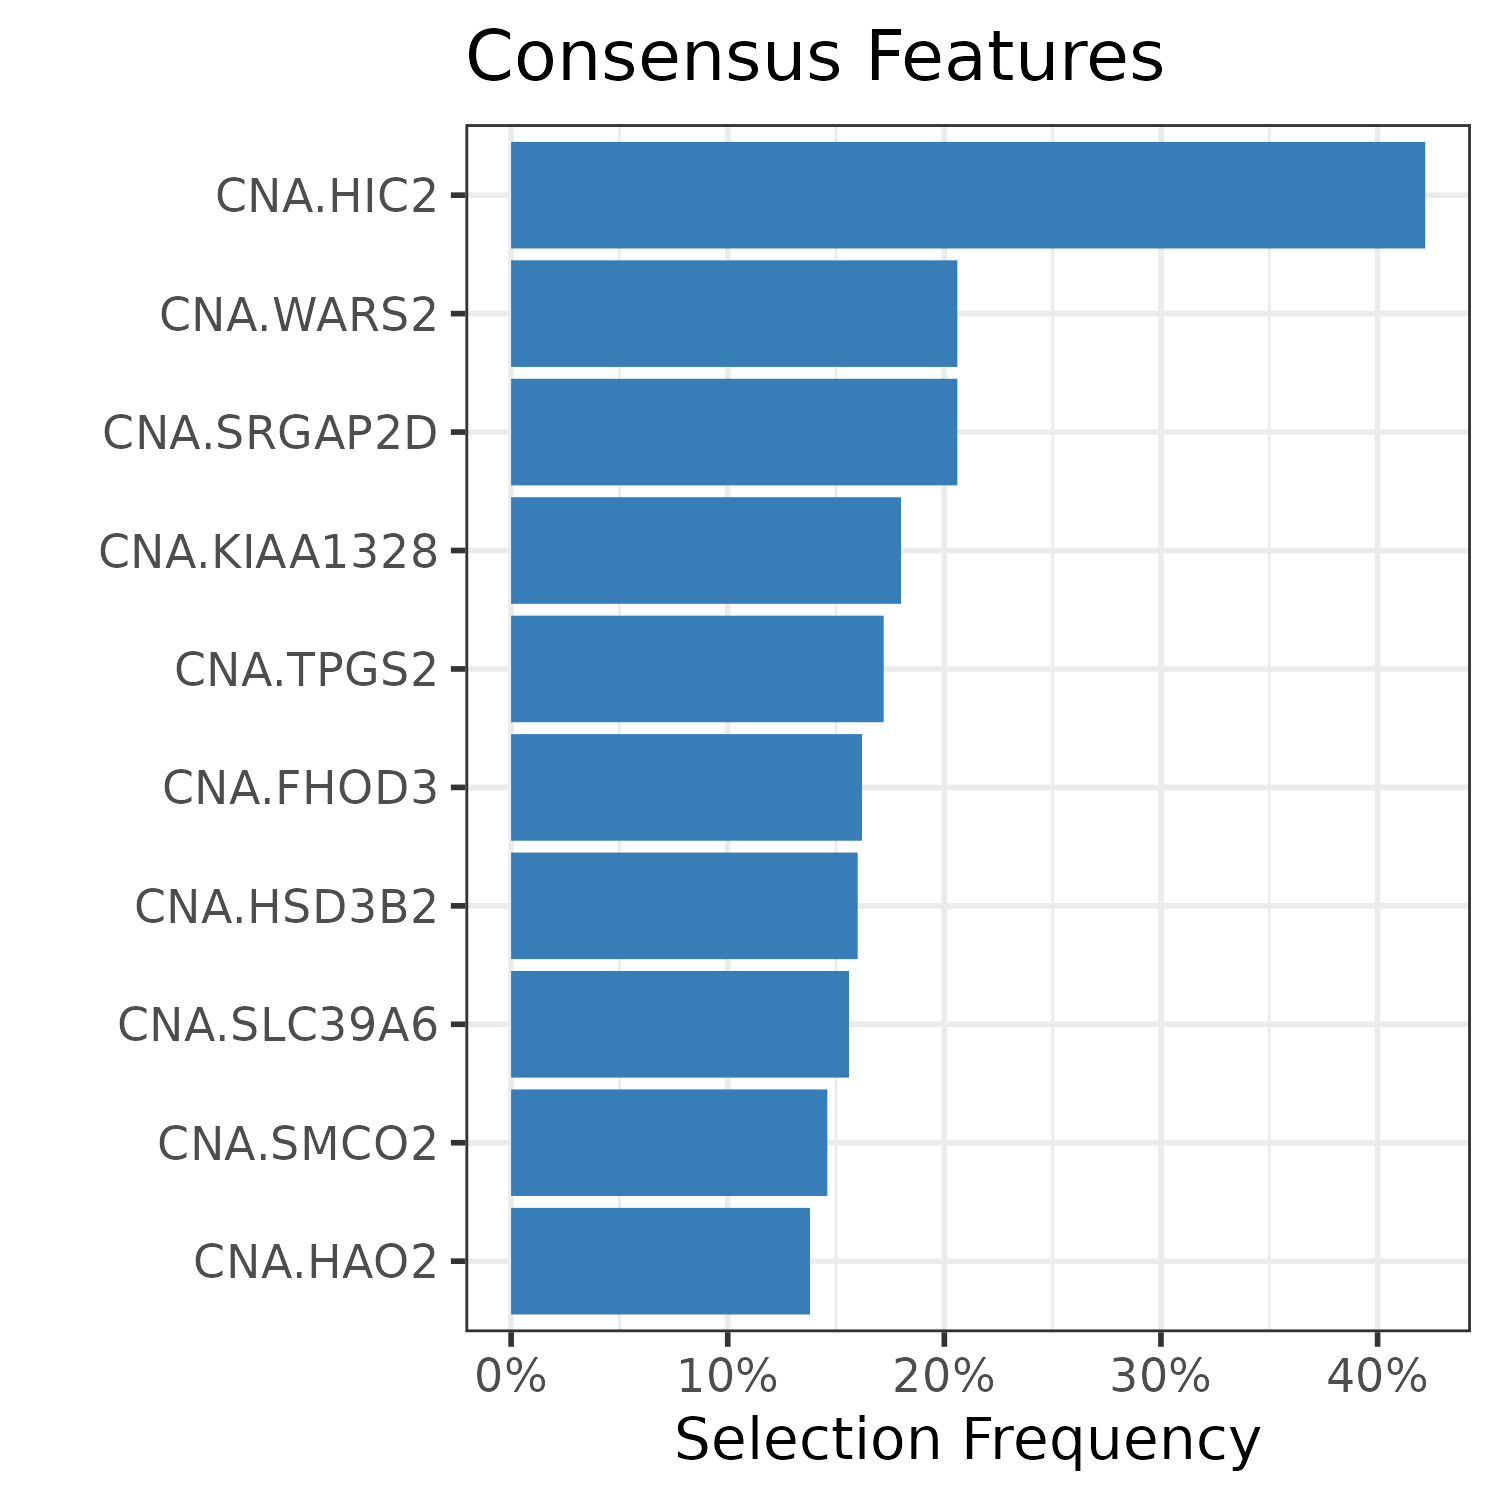 Consensus Features
CNA.HIC2
CNA.WARS2
CNA.SRGAP2D
CNA.KIAA1328
CNA.TPGS2
CNA.FHOD3
CNA.HSD3B2
CNA.SLC39A6
CNA.SMCO2
CNA.HAO2
0% 10% 20% 30% 40%
Selection Frequency